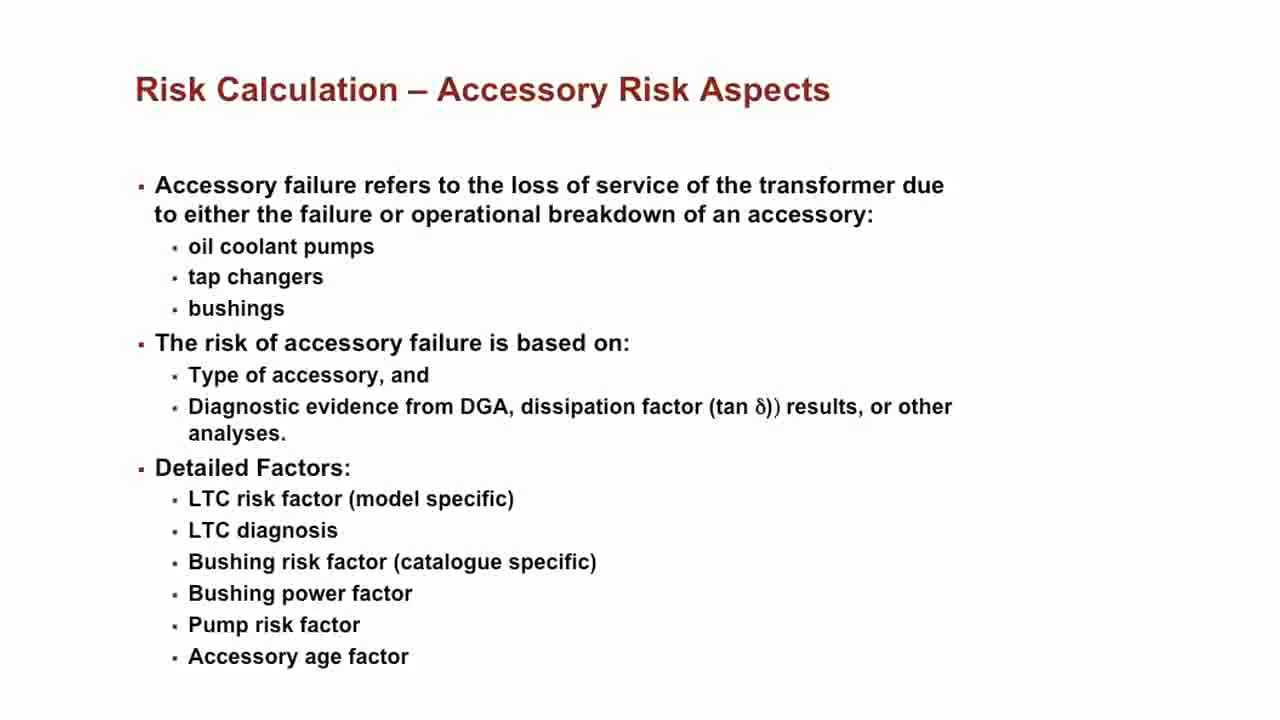 Risk Calculation – Accessory Risk Aspects
▪ Accessory failure refers to the loss of service of the transformer due
to either the failure or operational breakdown of an accessory:
▪ oil coolant pumps
▪ tap changers
▪ bushings
▪ The risk of accessory failure is based on:
▪ Type of accessory, and
▪ Diagnostic evidence from DGA, dissipation factor (tan δ)) results, or other
analyses.
▪ Detailed Factors:
▪ LTC risk factor (model specific)
▪ LTC diagnosis
▪ Bushing risk factor (catalogue specific)
▪ Bushing power factor
▪ Pump risk factor
▪ Accessory age factor